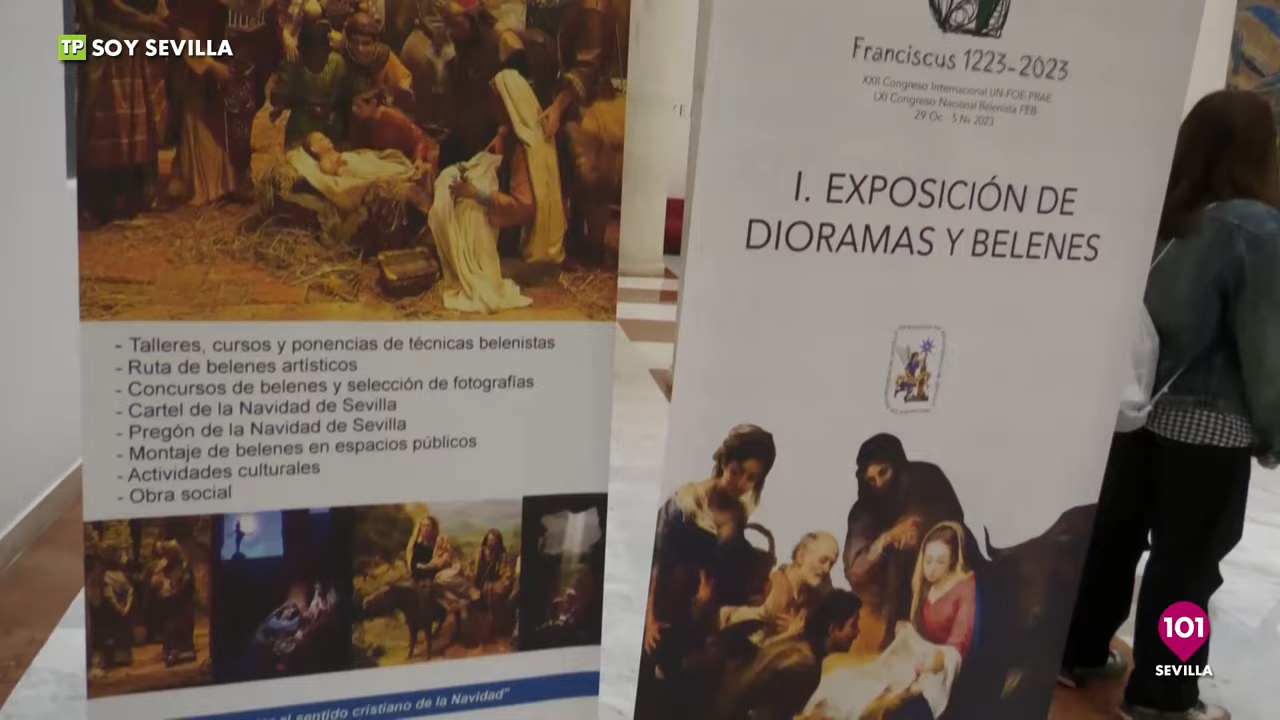 TP SOY SEVILLA
Franciscus 1223-2023
XXII Congreso Internacional UN-FOE-PRAE
LXI Congreso Nacional Belenista FEB
29 Oc 5 Nv 2023
I. EXPOSICIÓN DE
DIORAMAS Y BELENES
- Talleres, cursos y ponencias de técnicas belenistas
- Ruta de belenes artísticos
- Concursos de belenes y selección de fotografías
- Cartel de la Navidad de Sevilla
- Pregón de la Navidad de Sevilla
- Montaje de belenes en espacios públicos
- Actividades culturales
- Obra social
el sentido cristiano de la Navidad"
101
SEVILLA